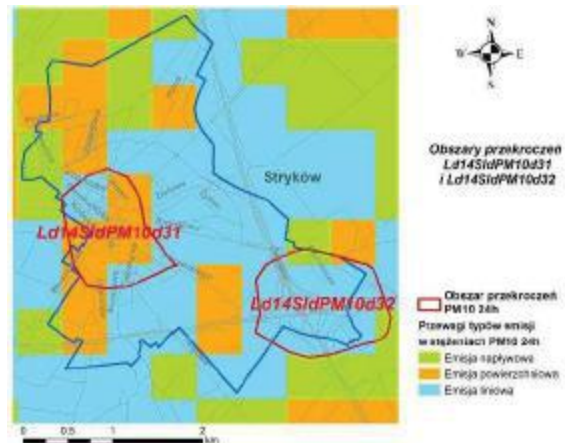 N
W E
S
Obszary przekroczeń
Ld14SldPM10d31
i Ld14SldPM10d32
Stryków
Ld14SldPM10d31
Ld14SldPM10d32
Obszar przekroczeń
PM10 24h
Przewagi typów emisji
w stężeniach PM10 24h
Emisja napływowa
Emisja powierzchniowa
Emisja liniowa
0 0,5 1 2
km